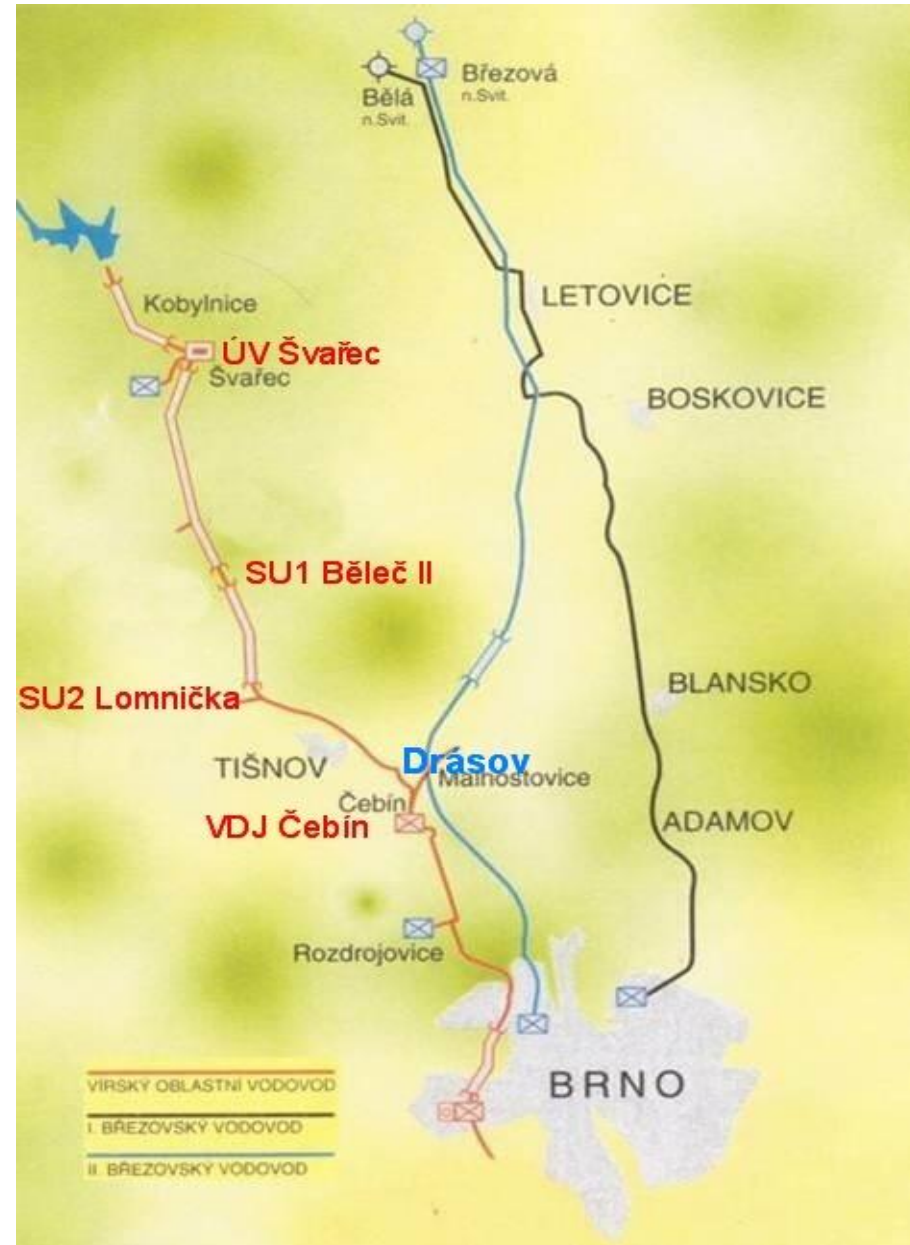 Březová
n.Svit.
Bělá
n.Svit.
LETOVICE
Kobylnice
ÚV Švařec
Švařec
BOSKOVICE
SU1 Běleč II
BLANSKO
SU2 Lomnička
Drásov
TIŠNOV
Malhostovice
Čebín
VDJ Čebín
ADAMOV
Rozdrojovice
BRNO
VÍRSKÝ OBLASTNÍ VODOVOD
I. BŘEZOVSKÝ VODOVOD
II. BŘEZOVSKÝ VODOVOD